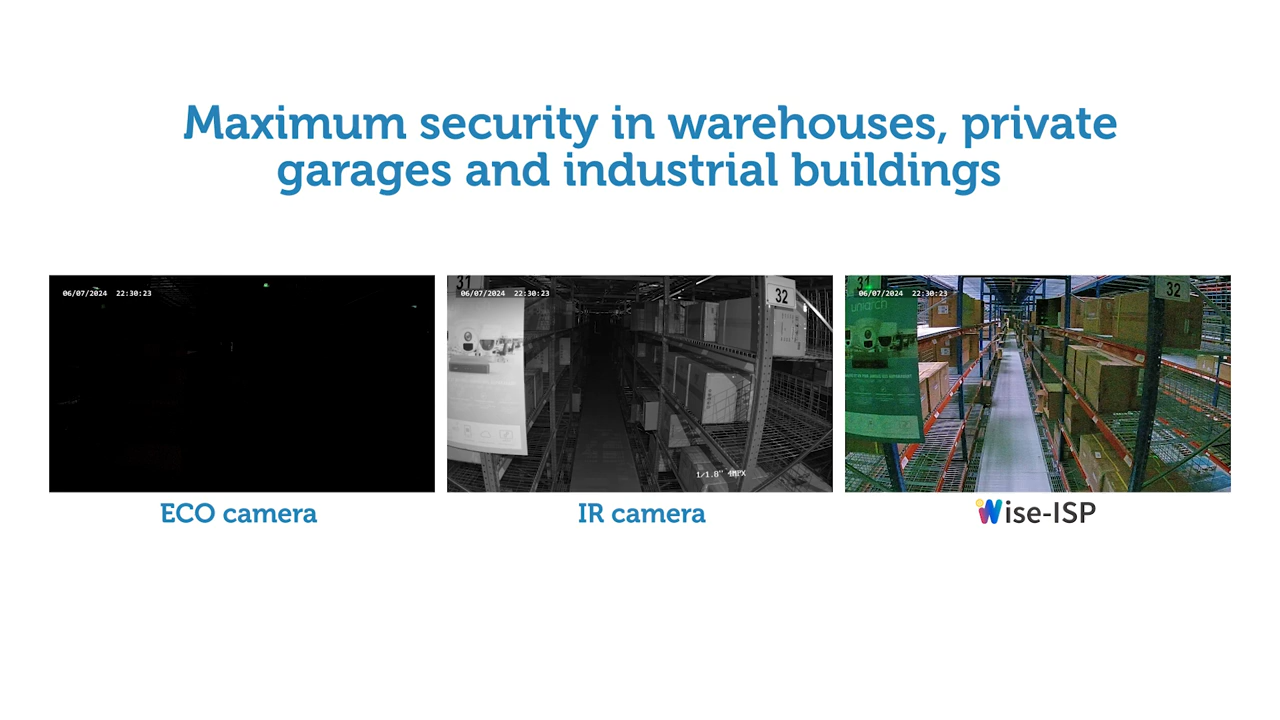 Maximum security in warehouses, private
garages and industrial buildings
06/07/2024 22:30:23
31
06/07/2024 22:30:23
32
1/1.8" 4MPX
31
06/07/2024 22:30:23
32
uniarch
ECO camera
IR camera
Wise-ISP